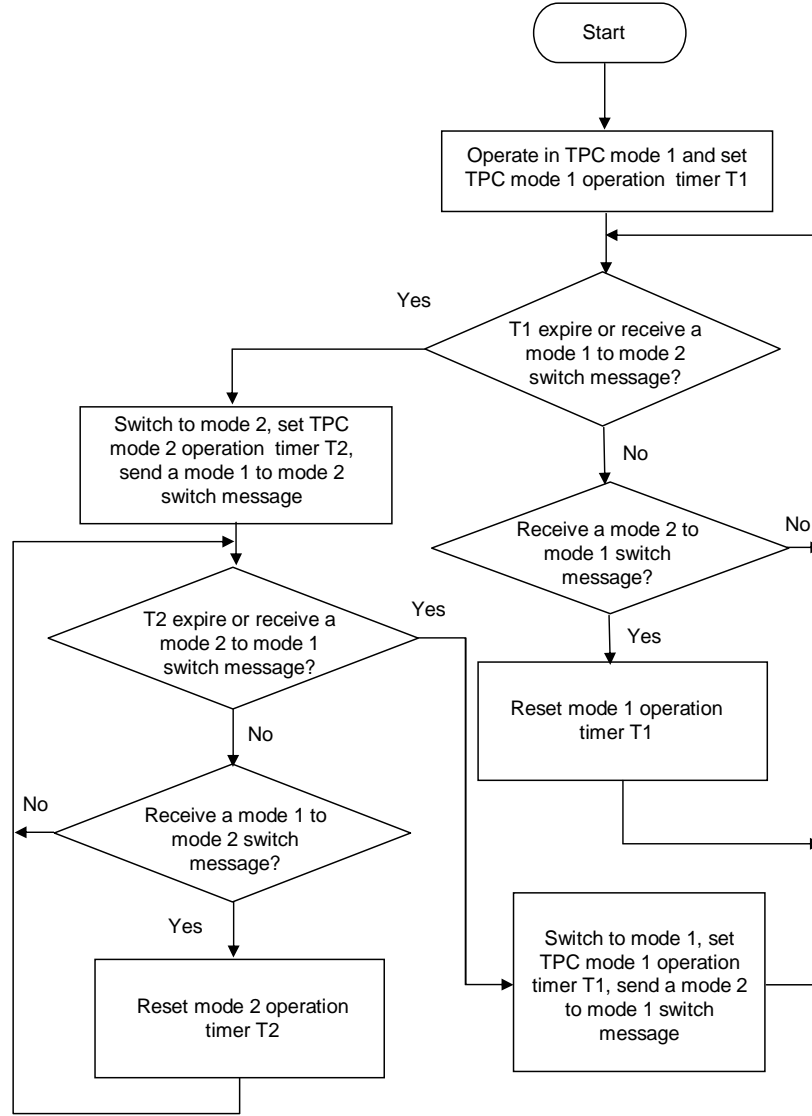 Start
Operate in TPC mode 1 and set
TPC mode 1 operation timer T1
Yes
T1 expire or receive a
mode 1 to mode 2
switch message?
Switch to mode 2, set TPC
mode 2 operation timer T2,
send a mode 1 to mode 2
switch message
No
Receive a mode 2 to
mode 1 switch
message?
No
T2 expire or receive a
mode 2 to mode 1
switch message?
Yes
Yes
Reset mode 1 operation
timer T1
No
No
Receive a mode 1 to
mode 2 switch
message?
Yes
Switch to mode 1, set
TPC mode 1 operation
timer T1, send a mode 2
to mode 1 switch
message
Reset mode 2 operation
timer T2